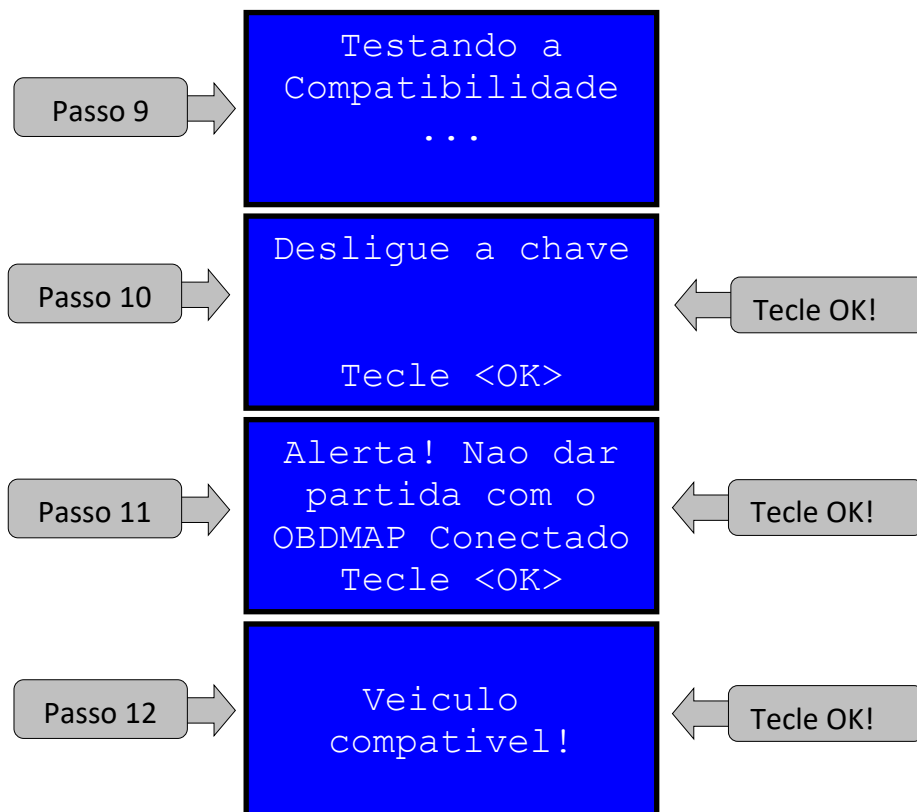 Passo 9
Testando a
Compatibilidade
...
Passo 10
Desligue a chave
Tecle <OK>
Tecle OK!
Passo 11
Alerta! Nao dar
partida com o
OBDMAP Conectado
Tecle <OK>
Tecle OK!
Passo 12
Veiculo
compativel!
Tecle OK!